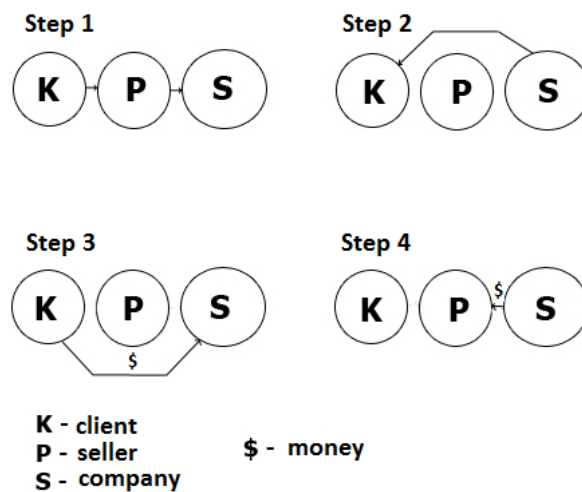 Step 1
K P S
Step 2
K P S
Step 3
K P S
$
Step 4
K P S
$
K - client
P - seller
S - company
$ - money